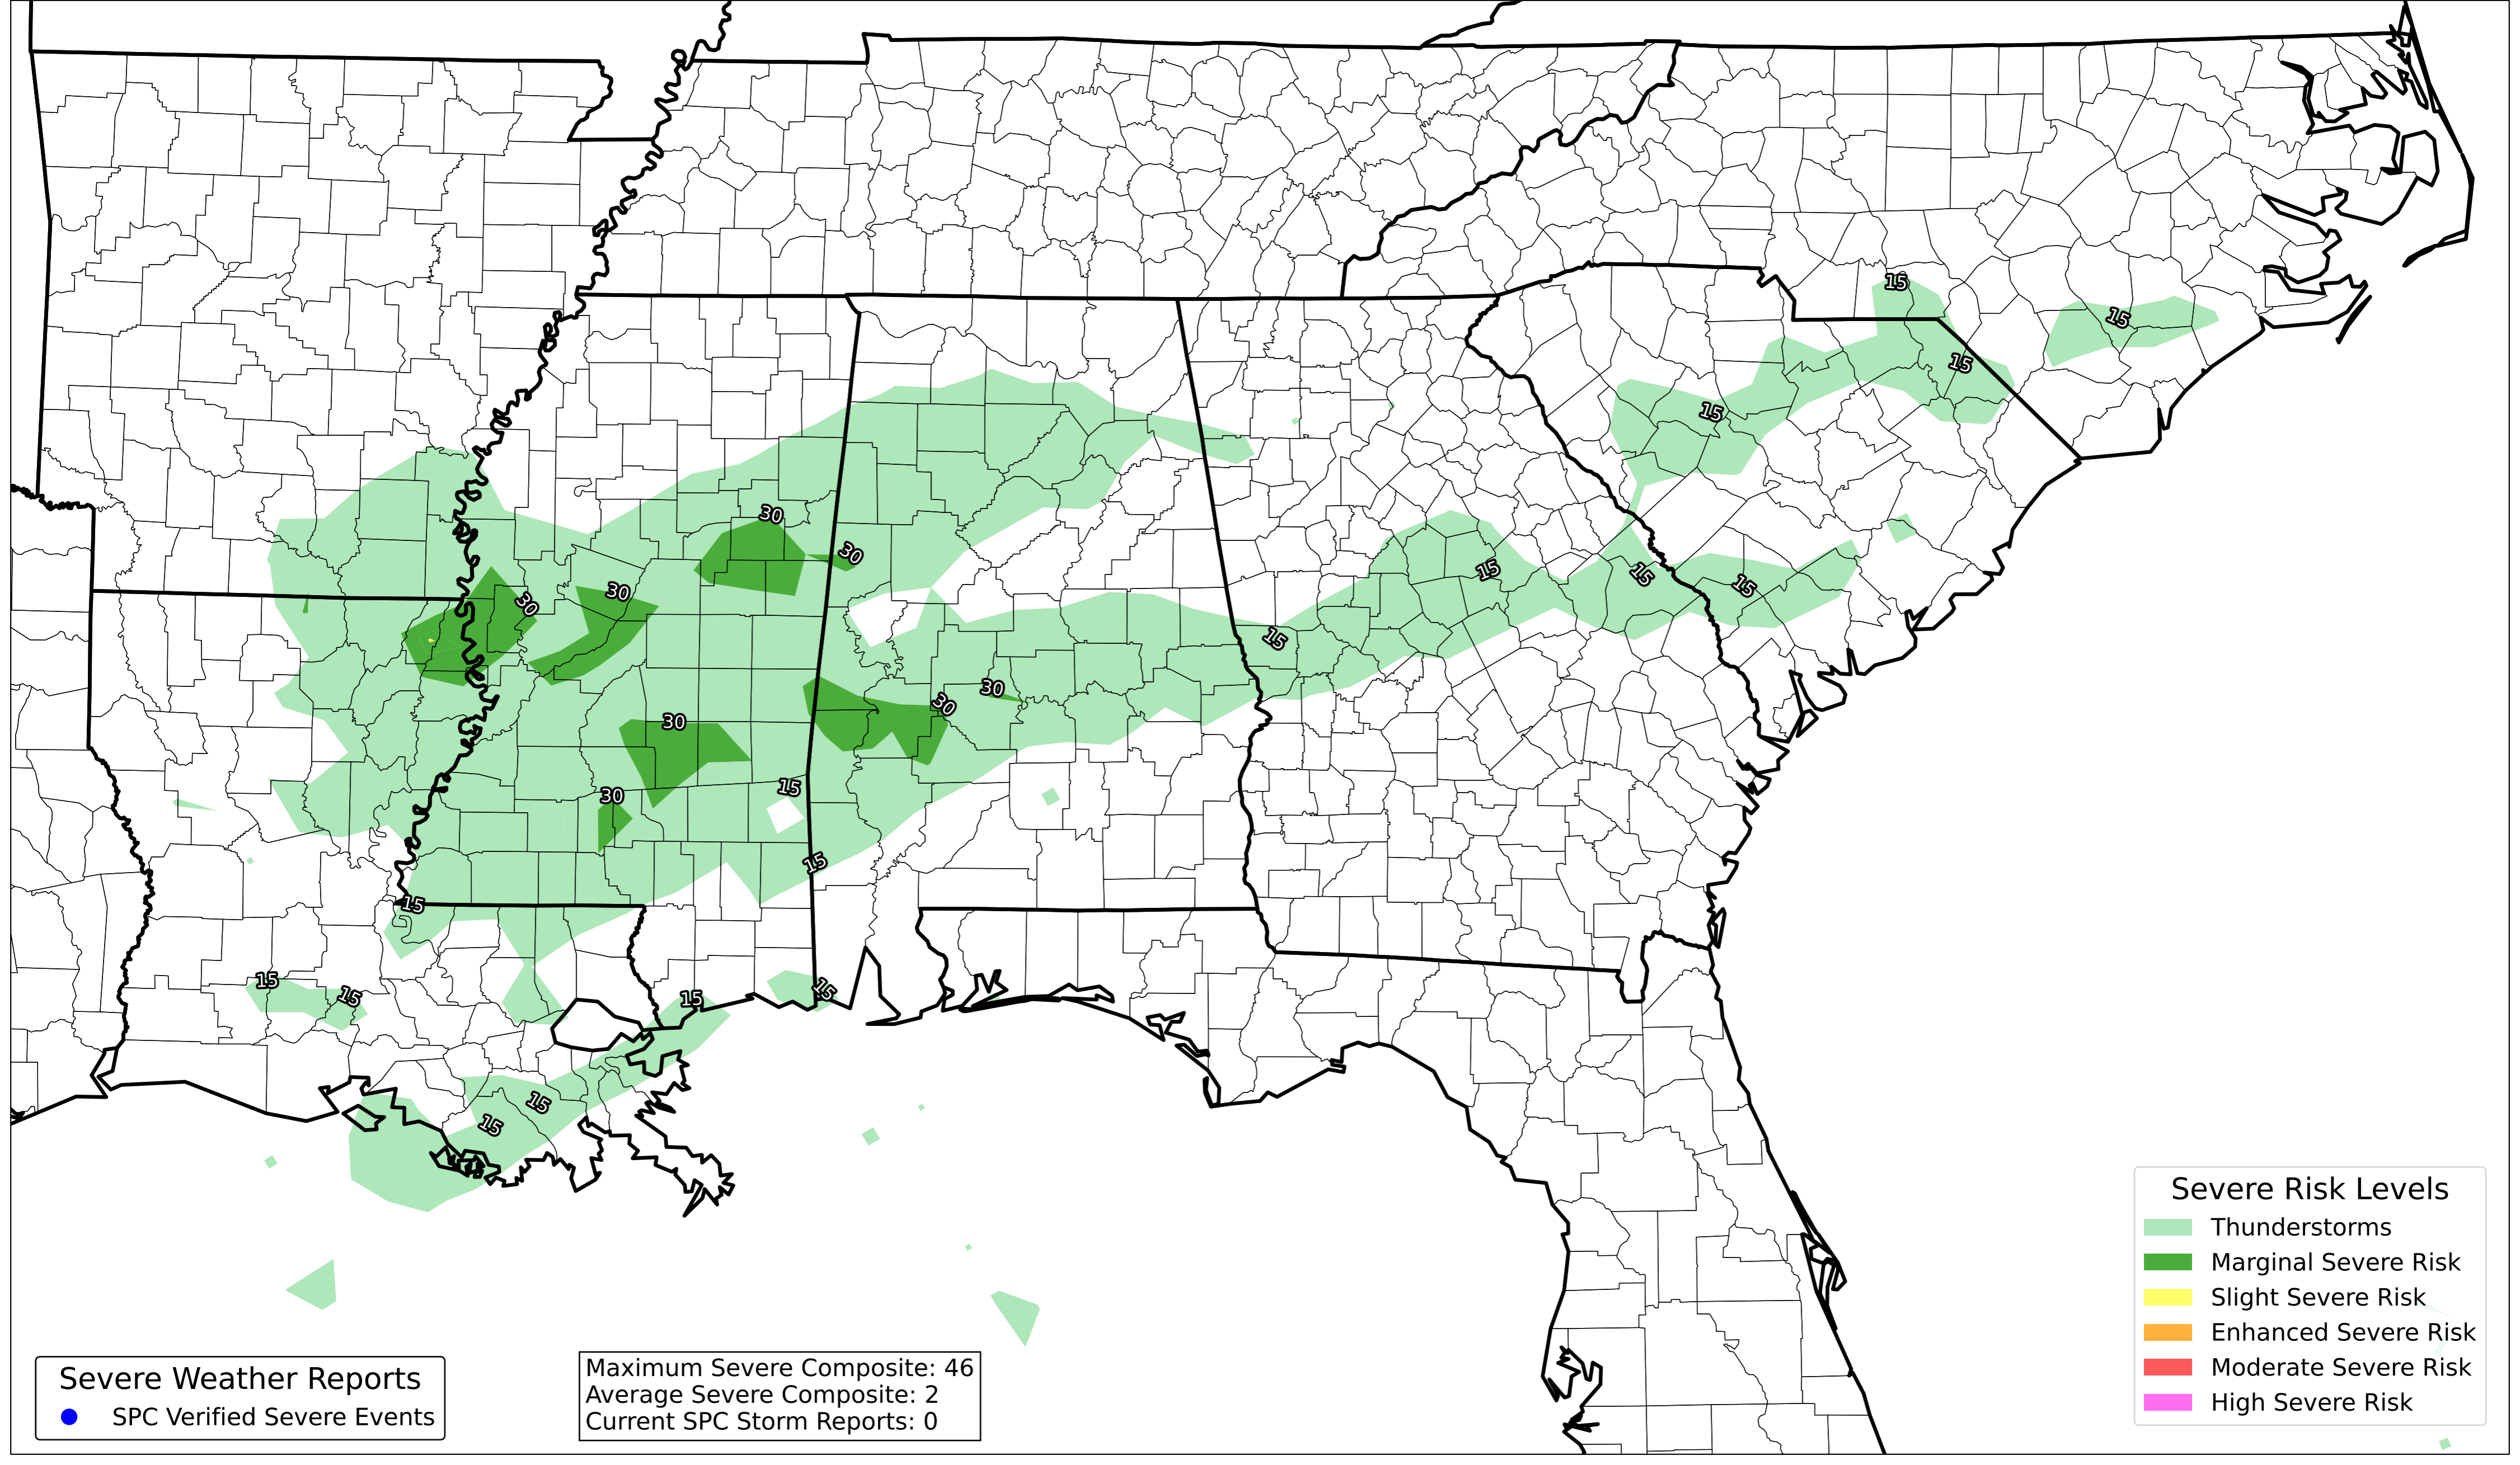 15
15
15
15
30
30
15
15
15
30
30
15
30
30
30
30
15
15
15
15
15
15
15
15
15
Severe Risk Levels
Thunderstorms
Marginal Severe Risk
Slight Severe Risk
Enhanced Severe Risk
Moderate Severe Risk
High Severe Risk
Severe Weather Reports
SPC Verified Severe Events
Maximum Severe Composite: 46
Average Severe Composite: 2
Current SPC Storm Reports: 0